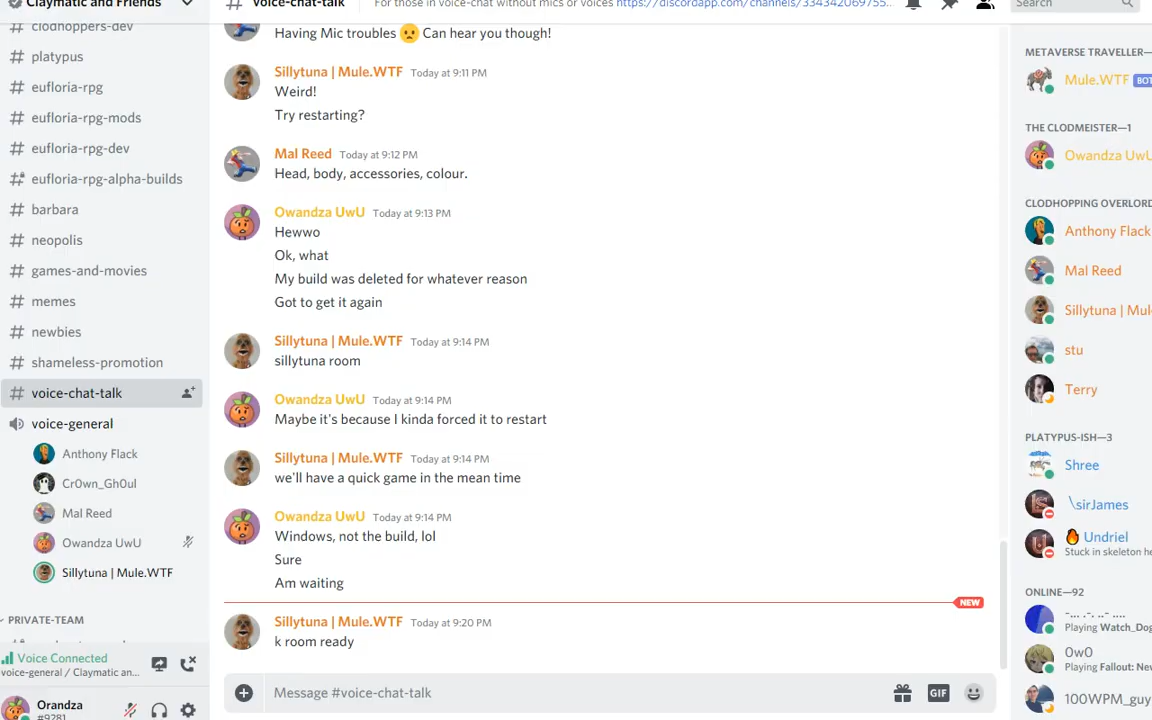 Claymatic and Friends
clodhoppers-dev
platypus
eufloria-rpg
eufloria-rpg-mods
eufloria-rpg-dev
eufloria-rpg-alpha-builds
barbara
neopolis
games-and-movies
memes
newbies
shameless-promotion
voice-chat-talk
voice-general
Anthony Flack
Cr0wn_Gh0ul
Mal Reed
Owandza UwU
Sillytuna | Mule.WTF
PRIVATE-TEAM
Voice Connected
voice-general / Claymatic an...
Orandza
#9281
# voice-chat-talk
For those in voice-chat without mics or voices https://discordapp.com/channels/334342069755...
Having Mic troubles 😟 Can hear you though!
Sillytuna | Mule.WTF Today at 9:11 PM
Weird!
Try restarting?
Mal Reed Today at 9:12 PM
Head, body, accessories, colour.
Owandza UwU Today at 9:13 PM
Hewwo
Ok, what
My build was deleted for whatever reason
Got to get it again
Sillytuna | Mule.WTF Today at 9:14 PM
sillytuna room
Owandza UwU Today at 9:14 PM
Maybe it's because I kinda forced it to restart
Sillytuna | Mule.WTF Today at 9:14 PM
we'll have a quick game in the mean time
Owandza UwU Today at 9:14 PM
Windows, not the build, lol
Sure
Am waiting
NEW
Sillytuna | Mule.WTF Today at 9:20 PM
k room ready
Message #voice-chat-talk
GIF
Search
METAVERSE TRAVELLER—
Mule.WTF BOT
THE CLODMEISTER—1
Owandza UwU
CLODHOPPING OVERLORD
Anthony Flack
Mal Reed
Sillytuna | Mul
stu
Terry
PLATYPUS-ISH—3
Shree
\sirJames
🔥 Undriel
Stuck in skeleton he
ONLINE—92
-... .-. ..- ....
Playing Watch_Dog
0w0
Playing Fallout: New
100WPM_guy